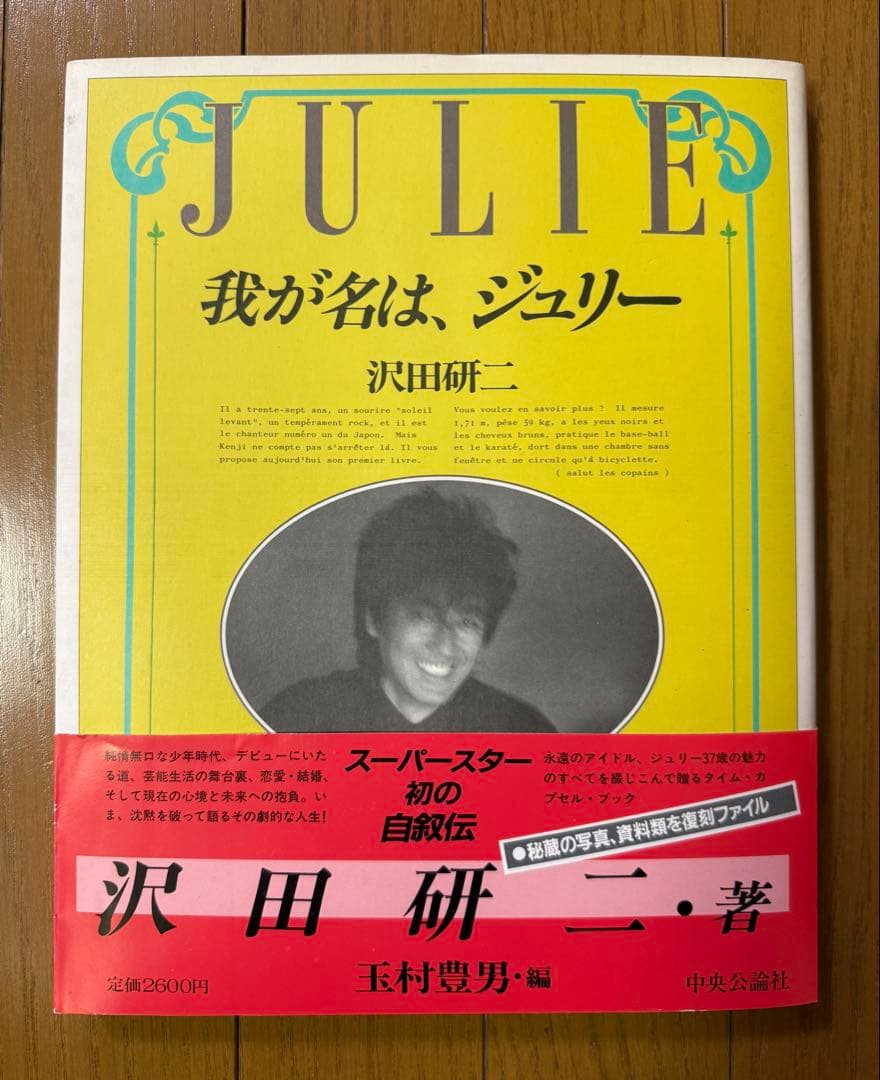 JULIE
我が名は、ジュリー
沢田研二
Il a trente-sept ans, un sourire "soleil
levant", un tempérament rock, et il est
le chanteur numéro un du Japon. Mais
Kenji ne compte pas s'arrêter là. Il vous
propose aujourd'hui son premier livre.
Vous voulez en savoir plus ? Il mesure
1,71 m, pèse 59 kg, a les yeux noirs et
les cheveux bruns, pratique le base-ball
et le karaté, dort dans une chambre sans
fenêtre et ne circule qu'à bicyclette.
( salut les copains )
純情無口な少年時代、デビューにいた
る道、芸能生活の舞台裏、恋愛・結婚、
そして現在の心境と未来への抱負。い
ま、沈黙を破って語るその劇的な人生!
スーパースター
初の
自叙伝
永遠のアイドル、ジュリー37歳の魅力
のすべてを綴じこんで贈るタイム・カ
プセル・ブック
●秘蔵の写真、資料類を復刻ファイル
沢田研二・著
定価2600円
玉村豊男・編
中央公論社